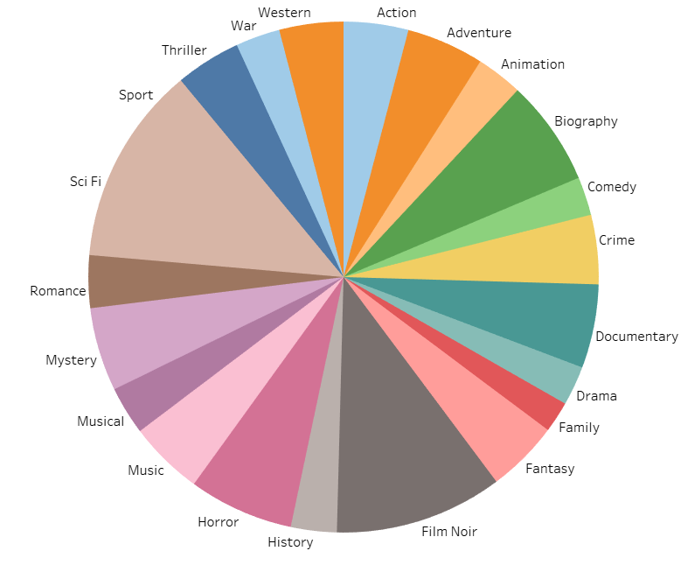 Western
Action
War
Adventure
Thriller
Animation
Sport
Biography
Sci Fi
Comedy
Crime
Romance
Documentary
Mystery
Drama
Musical
Family
Music
Fantasy
Horror
Film Noir
History